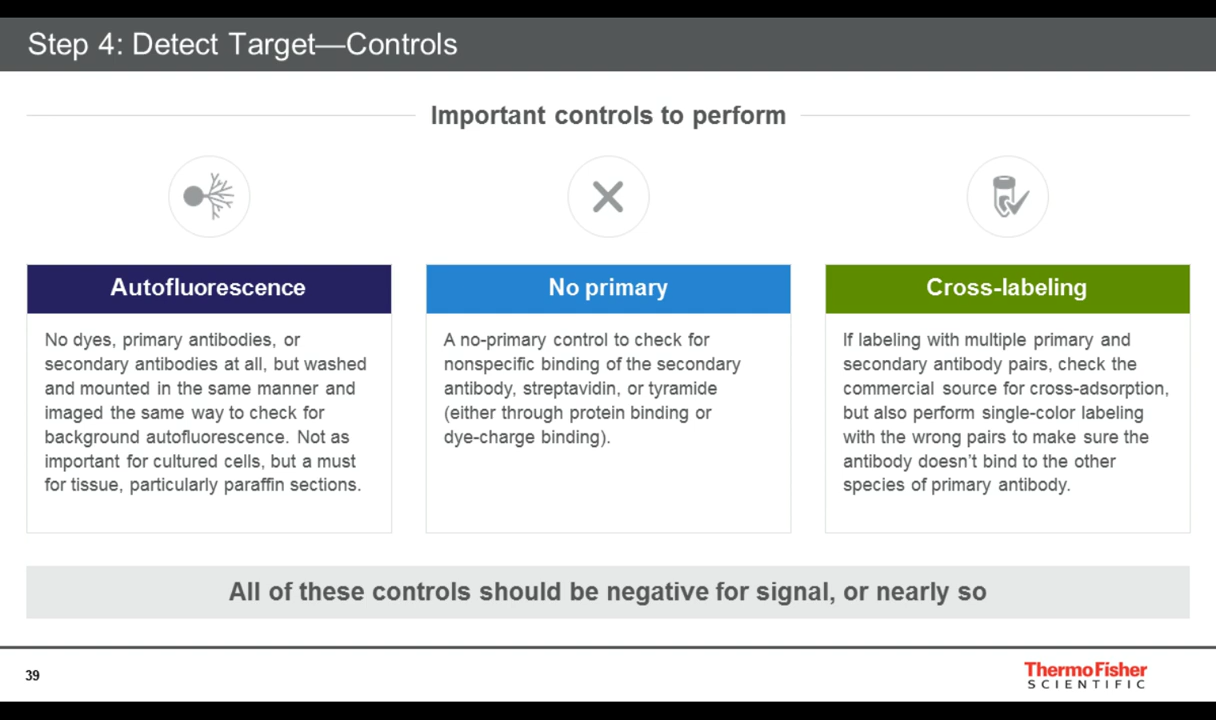 Step 4: Detect Target—Controls
Important controls to perform
Autofluorescence
No dyes, primary antibodies, or
secondary antibodies at all, but washed
and mounted in the same manner and
imaged the same way to check for
background autofluorescence. Not as
important for cultured cells, but a must
for tissue, particularly paraffin sections.
No primary
A no-primary control to check for
nonspecific binding of the secondary
antibody, streptavidin, or tyramide
(either through protein binding or
dye-charge binding).
Cross-labeling
If labeling with multiple primary and
secondary antibody pairs, check the
commercial source for cross-adsorption,
but also perform single-color labeling
with the wrong pairs to make sure the
antibody doesn’t bind to the other
species of primary antibody.
All of these controls should be negative for signal, or nearly so
39
ThermoFisher
SCIENTIFIC